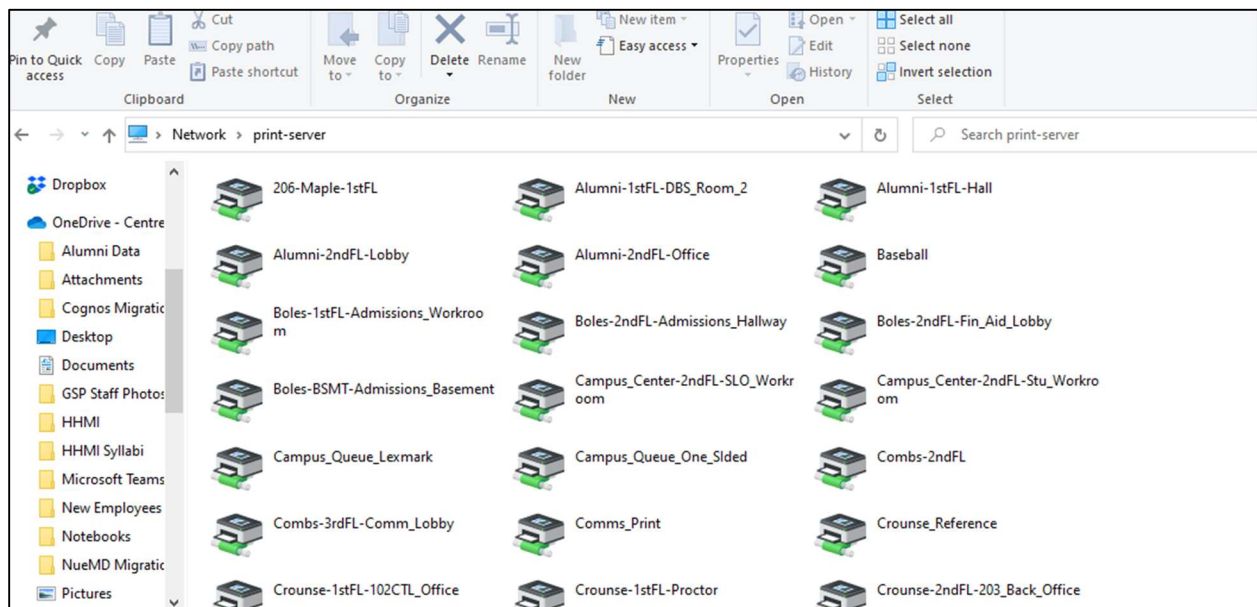 Cut
New item
Open
Select all
Copy path
Easy access
Edit
Select none
Pin to Quick access
Copy
Paste
Paste shortcut
Move to
Copy to
Delete
Rename
New folder
Properties
History
Invert selection
Clipboard
Organize
New
Open
Select
Network > print-server
Search print-server
Dropbox
OneDrive - Centre
Alumni Data
Attachments
Cognos Migratic
Desktop
Documents
GSP Staff Photos
HHMI
HHMI Syllabi
Microsoft Teams
New Employees
Notebooks
NueMD Migratic
Pictures
206-Maple-1stFL
Alumni-1stFL-DBS_Room_2
Alumni-1stFL-Hall
Alumni-2ndFL-Lobby
Alumni-2ndFL-Office
Baseball
Boles-1stFL-Admissions_Workroo
m
Boles-2ndFL-Admissions_Hallway
Boles-2ndFL-Fin_Aid_Lobby
Boles-BSMT-Admissions_Basement
Campus_Center-2ndFL-SLO_Workr
oom
Campus_Center-2ndFL-Stu_Workro
om
Campus_Queue_Lexmark
Campus_Queue_One_SIded
Combs-2ndFL
Combs-3rdFL-Comm_Lobby
Comms_Print
Crounse_Reference
Crounse-1stFL-102CTL_Office
Crounse-1stFL-Proctor
Crounse-2ndFL-203_Back_Office